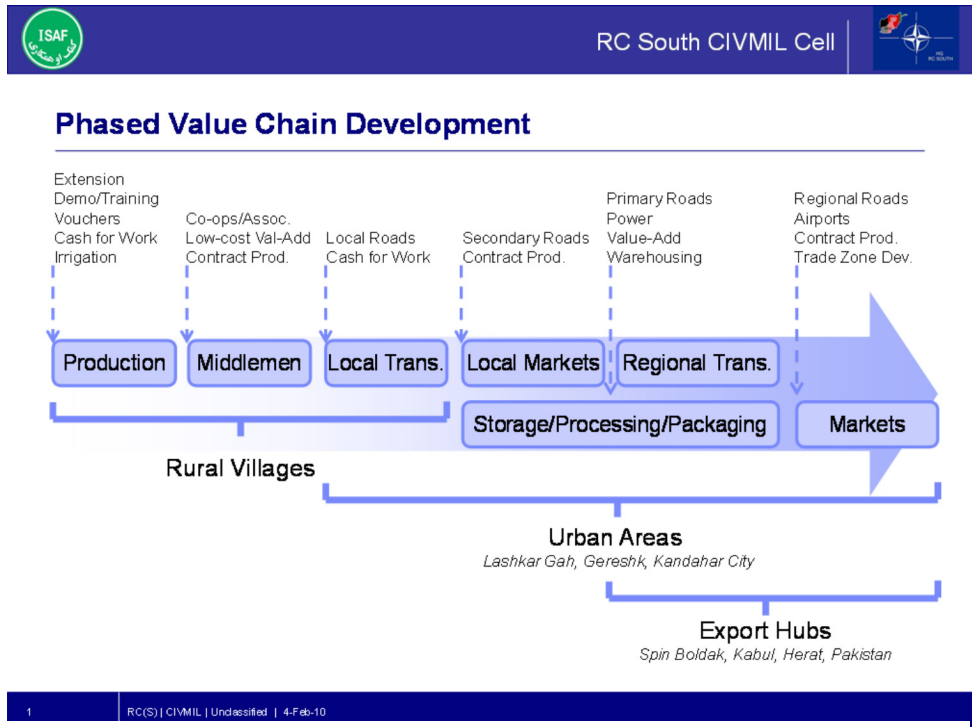 ISAF
RC South CIVMIL Cell
HQ
RC SOUTH
Phased Value Chain Development
Extension
Demo/Training
Vouchers
Cash for Work
Irrigation
Co-ops/Assoc.
Low-cost Val-Add
Contract Prod.
Local Roads
Cash for Work
Secondary Roads
Contract Prod.
Primary Roads
Power
Value-Add
Warehousing
Regional Roads
Airports
Contract Prod.
Trade Zone Dev.
Production
Middlemen
Local Trans.
Local Markets
Regional Trans.
Storage/Processing/Packaging
Markets
Rural Villages
Urban Areas
Lashkar Gah, Gereshk, Kandahar City
Export Hubs
Spin Boldak, Kabul, Herat, Pakistan
1
RC(S) | CIVMIL | Unclassified | 4-Feb-10